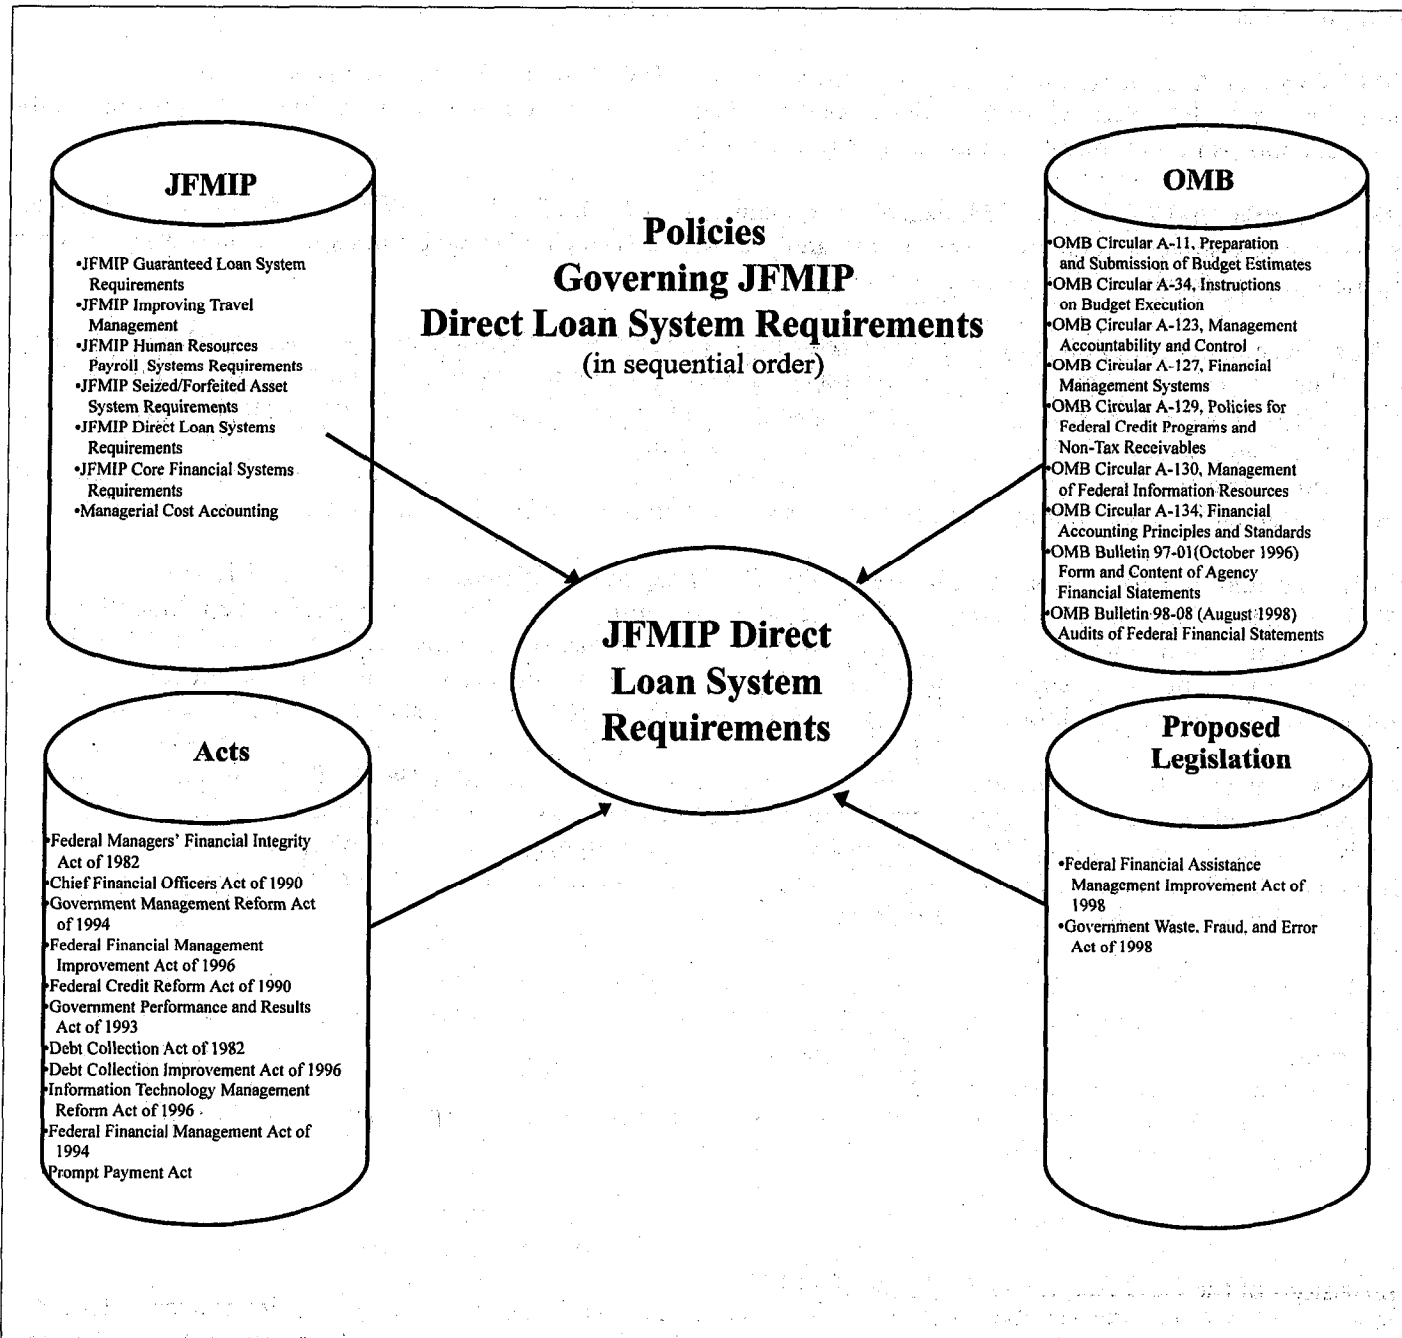 Policies
Governing JFMIP
Direct Loan System Requirements
(in sequential order)
JFMIP
•JFMIP Guaranteed Loan System
Requirements
•JFMIP Improving Travel
Management
•JFMIP Human Resources
Payroll Systems Requirements
•JFMIP Seized/Forfeited Asset
System Requirements
•JFMIP Direct Loan Systems
Requirements
•JFMIP Core Financial Systems
Requirements
•Managerial Cost Accounting
OMB
•OMB Circular A-11, Preparation
and Submission of Budget Estimates
•OMB Circular A-34, Instructions
on Budget Execution
•OMB Circular A-123, Management
Accountability and Control
•OMB Circular A-127, Financial
Management Systems
•OMB Circular A-129, Policies for
Federal Credit Programs and
Non-Tax Receivables
•OMB Circular A-130, Management
of Federal Information Resources
•OMB Circular A-134, Financial
Accounting Principles and Standards
•OMB Bulletin 97-01(October 1996)
Form and Content of Agency
Financial Statements
•OMB Bulletin 98-08 (August 1998)
Audits of Federal Financial Statements
JFMIP Direct
Loan System
Requirements
Acts
•Federal Managers' Financial Integrity
Act of 1982
•Chief Financial Officers Act of 1990
•Government Management Reform Act
of 1994
•Federal Financial Management
Improvement Act of 1996
•Federal Credit Reform Act of 1990
•Government Performance and Results
Act of 1993
•Debt Collection Act of 1982
•Debt Collection Improvement Act of 1996
•Information Technology Management
Reform Act of 1996
•Federal Financial Management Act of
1994
•Prompt Payment Act
Proposed
Legislation
•Federal Financial Assistance
Management Improvement Act of
1998
•Government Waste, Fraud, and Error
Act of 1998